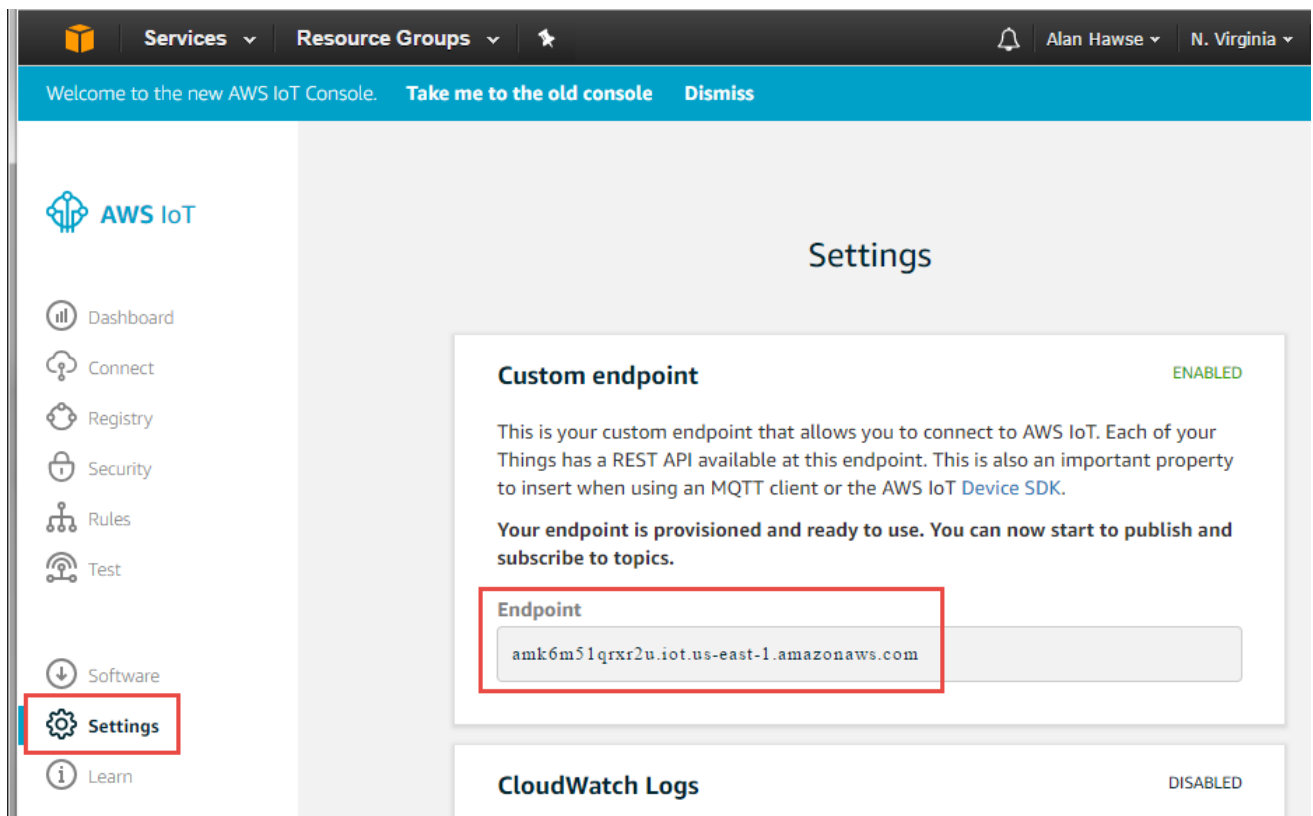 Services Resource Groups Alan Hawse N. Virginia
Welcome to the new AWS IoT Console. Take me to the old console Dismiss
AWS IoT
Dashboard
Connect
Registry
Security
Rules
Test
Software
Settings
Learn
Settings
Custom endpoint ENABLED
This is your custom endpoint that allows you to connect to AWS IoT. Each of your
Things has a REST API available at this endpoint. This is also an important property
to insert when using an MQTT client or the AWS IoT Device SDK.
Your endpoint is provisioned and ready to use. You can now start to publish and
subscribe to topics.
Endpoint
amk6m51qrxr2u.iot.us-east-1.amazonaws.com
CloudWatch Logs DISABLED